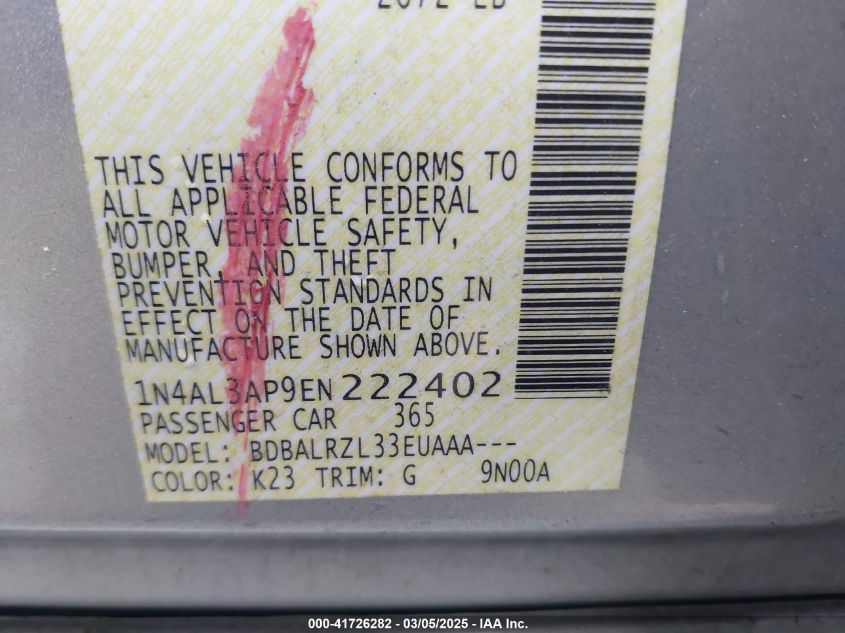 2672 LB
THIS VEHICLE CONFORMS TO
ALL APPLICABLE FEDERAL
MOTOR VEHICLE SAFETY,
BUMPER, AND THEFT
PREVENTION STANDARDS IN
EFFECT ON THE DATE OF
MANUFACTURE SHOWN ABOVE.
1N4AL3AP9EN222402
PASSENGER CAR 365
MODEL: BDBALRZL33EUAAA---
COLOR: K23 TRIM: G 9N00A
000-41726282 - 03/05/2025 - IAA Inc.